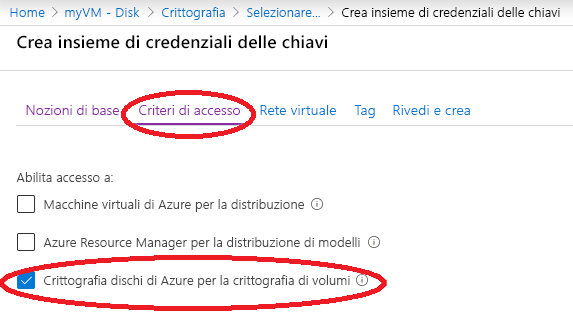 Home > myVM - Disk > Crittografia > Selezionare... > Crea insieme di credenziali delle chiavi
Crea insieme di credenziali delle chiavi
Nozioni di base Criteri di accesso Rete virtuale Tag Rivedi e crea
Abilita accesso a:
Macchine virtuali di Azure per la distribuzione
Azure Resource Manager per la distribuzione di modelli
Crittografia dischi di Azure per la crittografia di volumi